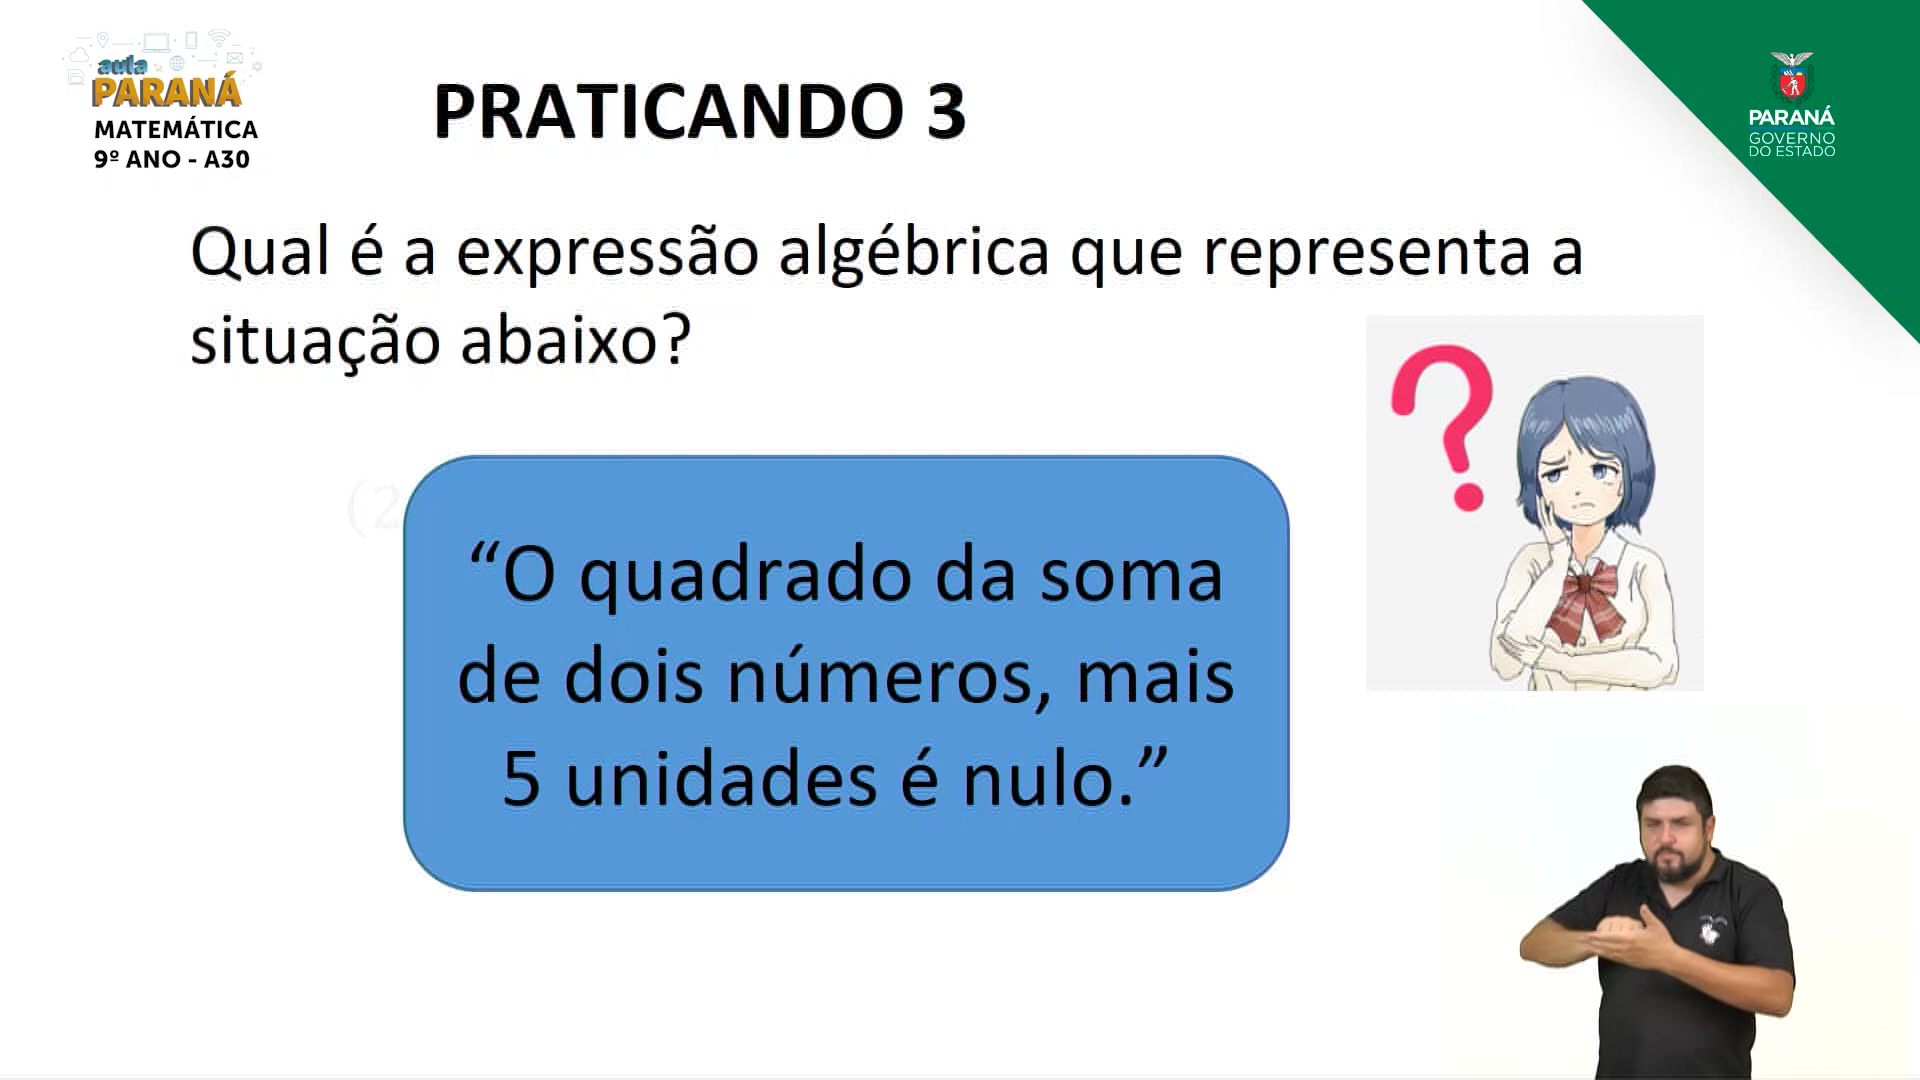 aula
PARANÁ
MATEMÁTICA
9º ANO - A30
PRATICANDO 3
PARANÁ
GOVERNO
DO ESTADO
Qual é a expressão algébrica que representa a
situação abaixo?
(2
“O quadrado da soma
de dois números, mais
5 unidades é nulo.”